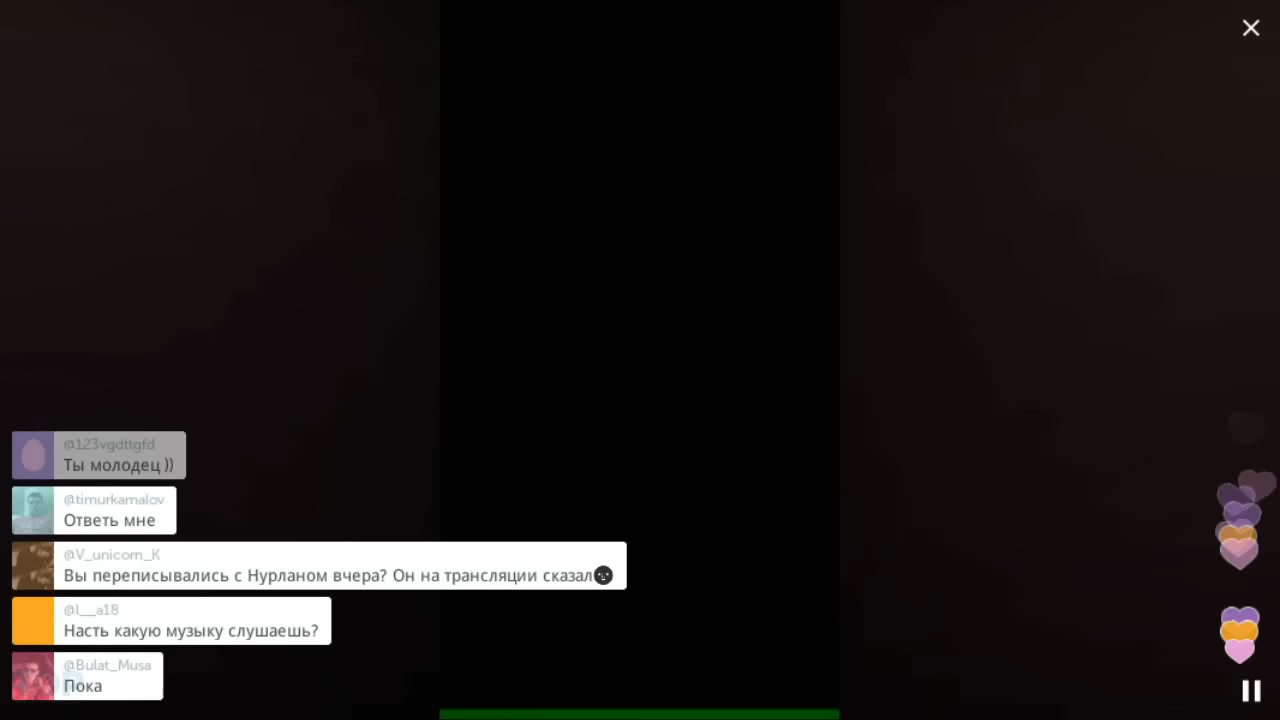 @123vgdttgfd
Ты молодец ))
@timurkamalov
Ответь мне
@V_unicorn_K
Вы переписывались с Нурланом вчера? Он на трансляции сказал
@l__a18
Насть какую музыку слушаешь?
@Bulat_Musa
Пока